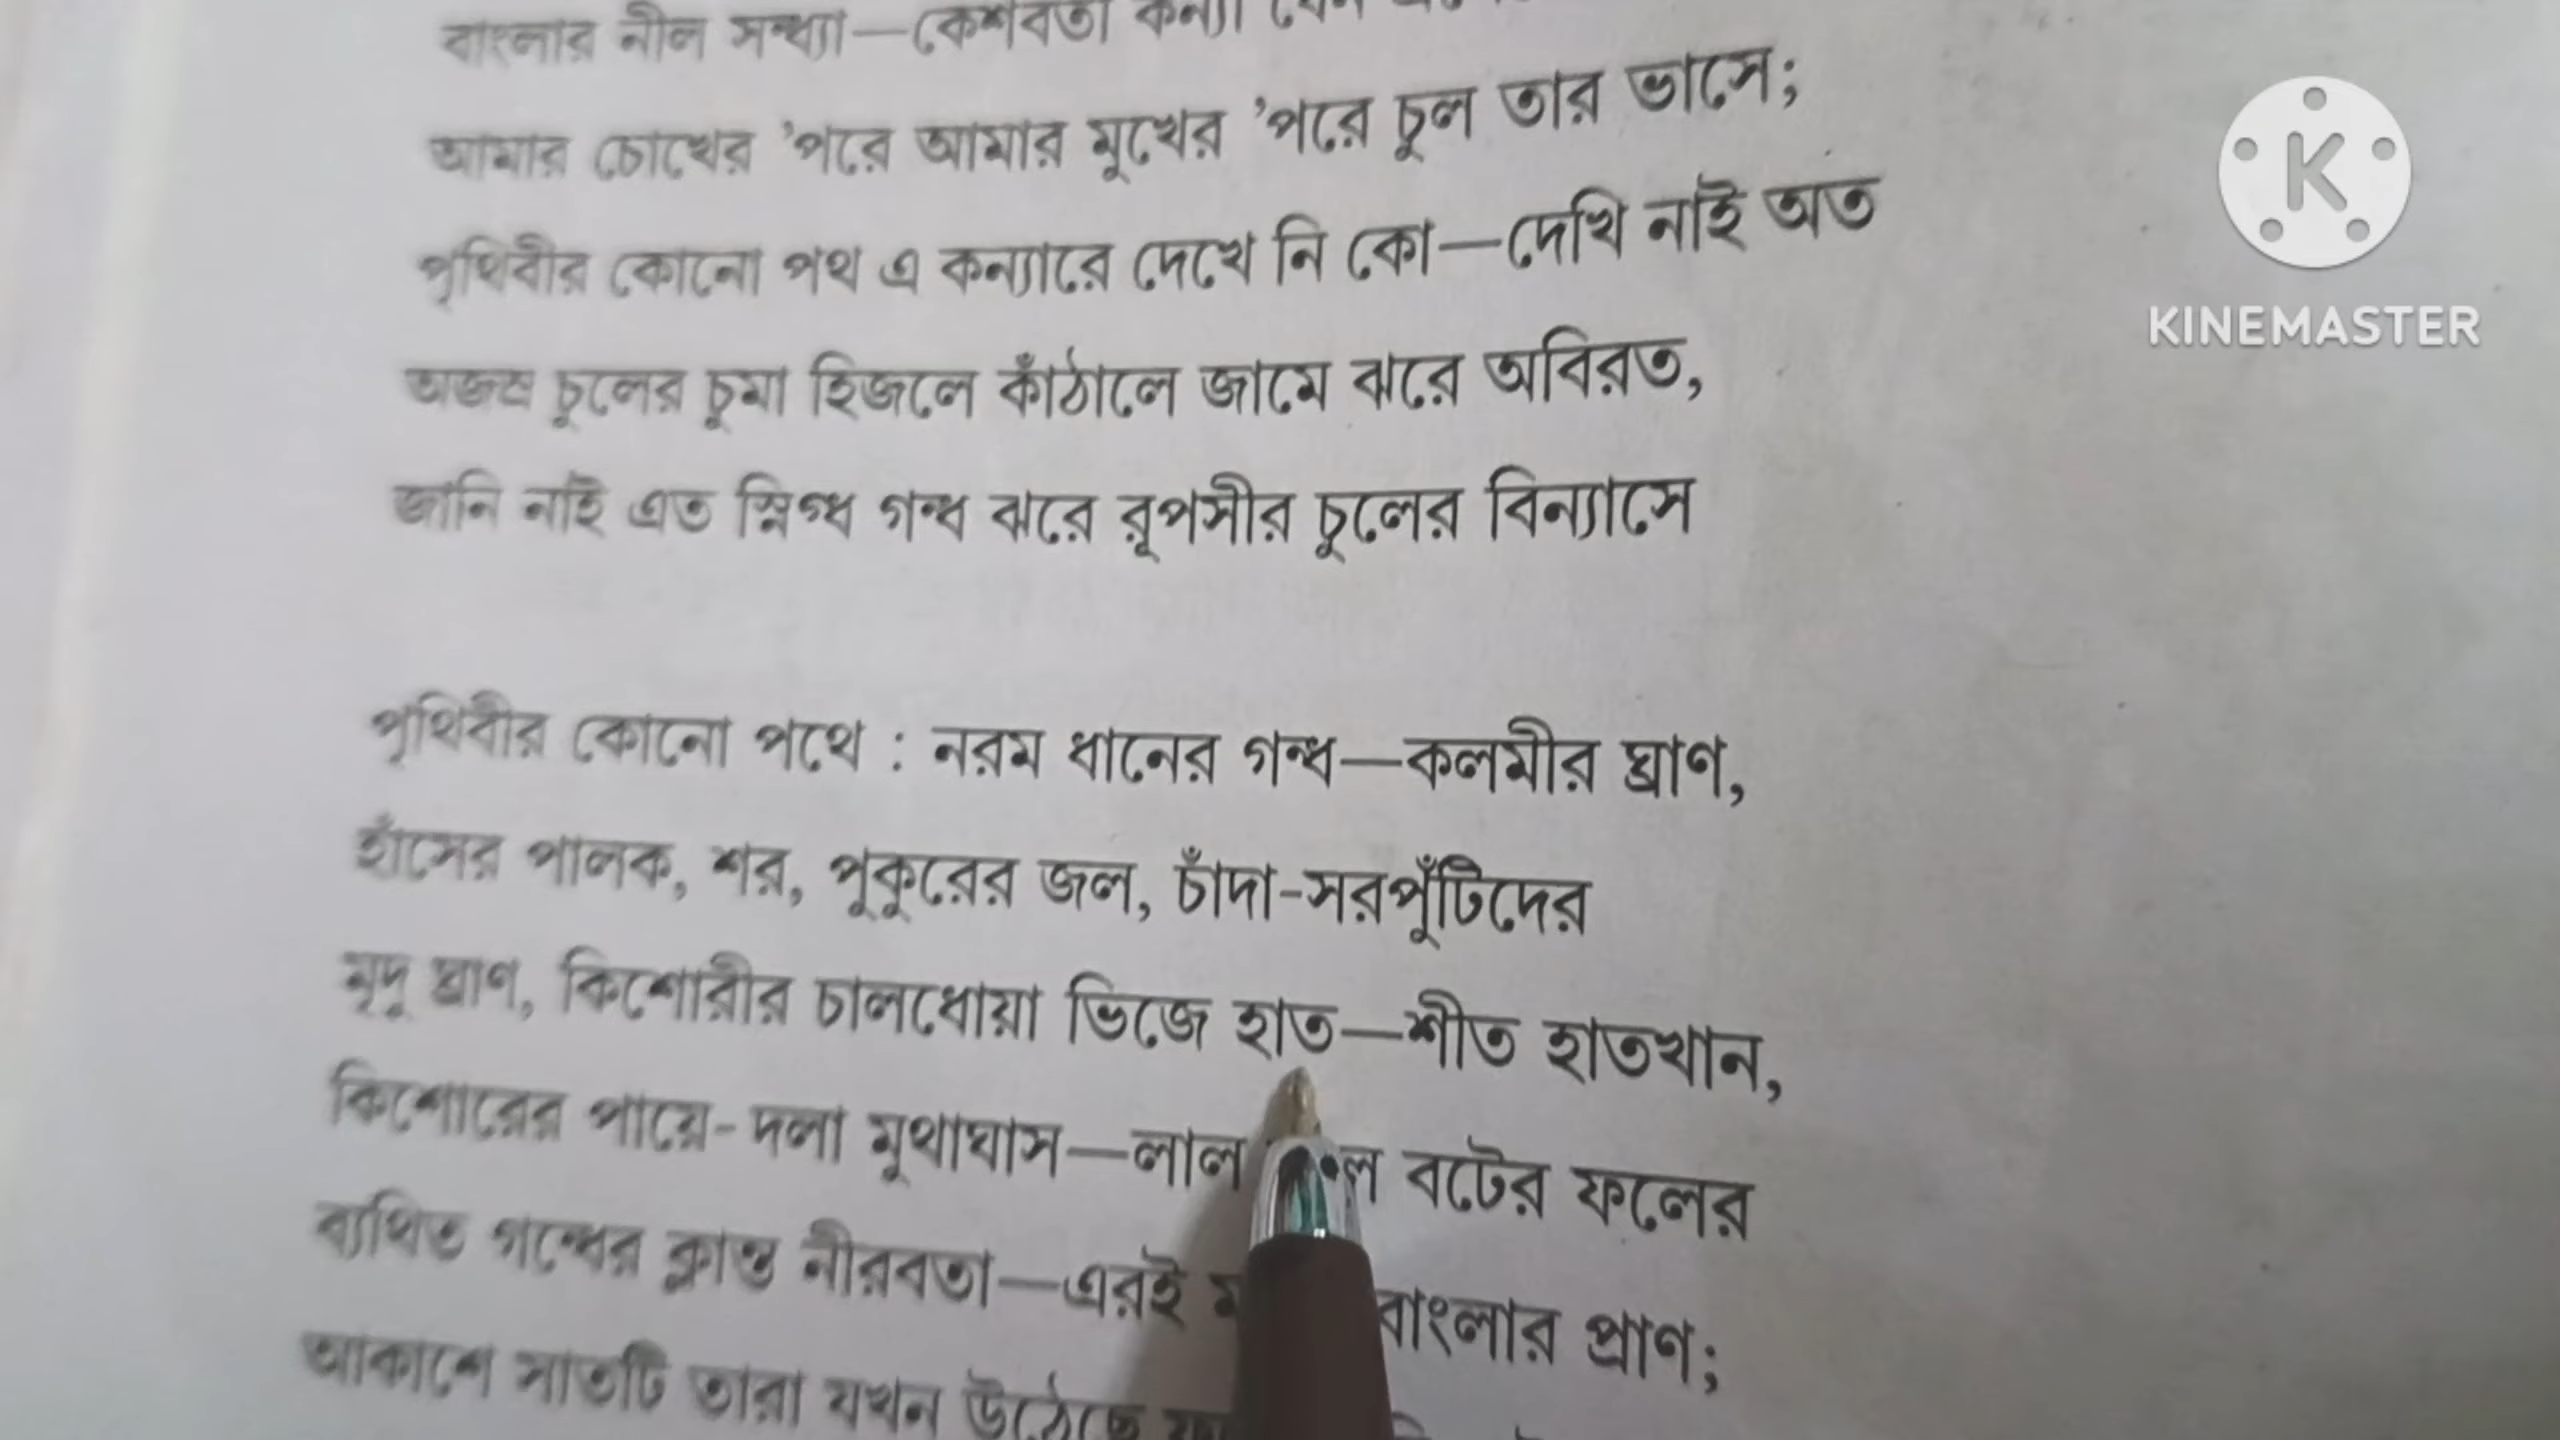 বাংলার নীল সন্ধ্যা—কেশবতী কন্যা যেন
আমার চোখের 'পরে আমার মুখের 'পরে চুল তার ভাসে;
পৃথিবীর কোনো পথ এ কন্যারে দেখে নি কো—দেখি নাই অত
অজস্র চুলের চুমা হিজলে কাঁঠালে জামে ঝরে অবিরত,
জানি নাই এত স্নিগ্ধ গন্ধ ঝরে রূপসীর চুলের বিন্যাসে
পৃথিবীর কোনো পথে : নরম ধানের গন্ধ—কলমীর ঘ্রাণ,
হাঁসের পালক, শর, পুকুরের জল, চাঁদা-সরপুঁটিদের
মৃদু ঘ্রাণ, কিশোরীর চালধোয়া ভিজে হাত—শীত হাতখান,
কিশোরের পায়ে-দলা মুথাঘাস—লাল বটের ফলের
ব্যথিত গন্ধের ক্লান্ত নীরবতা—এরই বাংলার প্রাণ;
আকাশে সাতটি তারা যখন উঠেছে
KINEMASTER